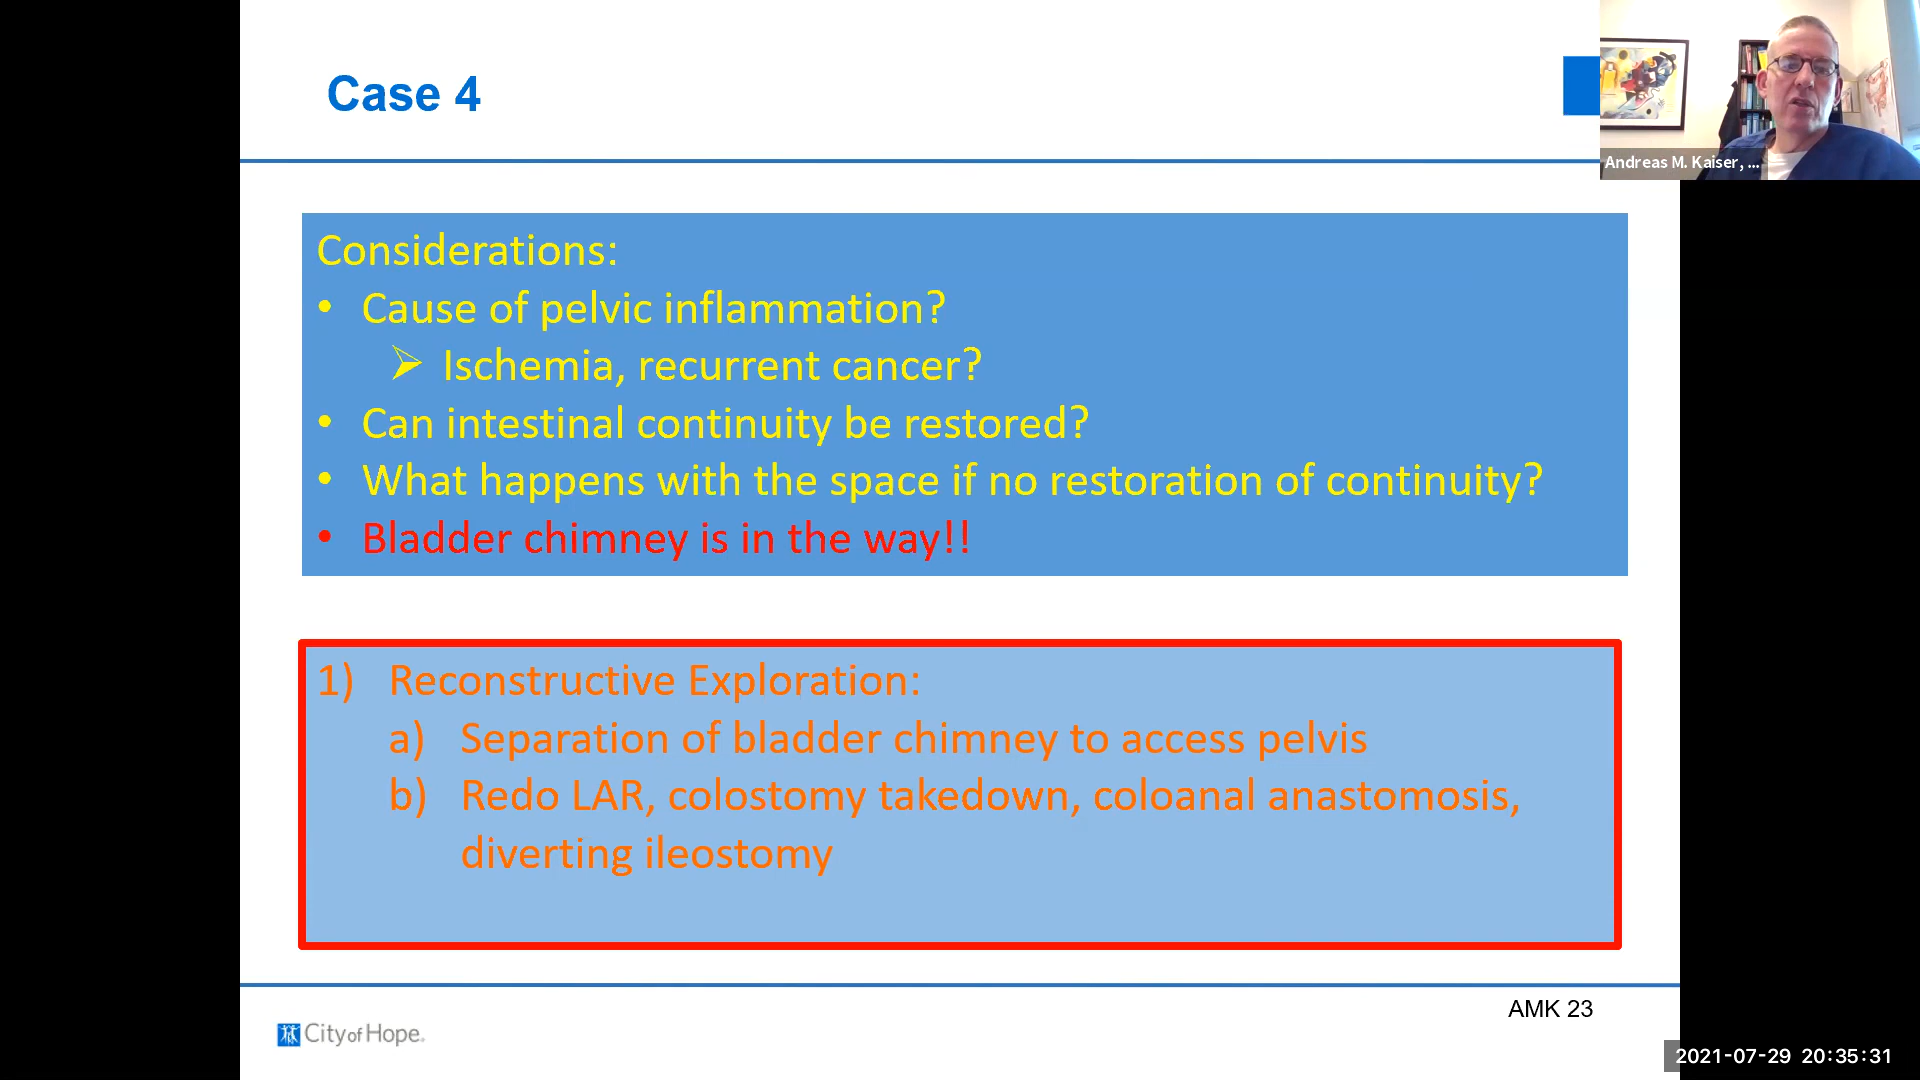 Case 4
Andreas M. Kaiser, ...
Considerations:
• Cause of pelvic inflammation?
➢ Ischemia, recurrent cancer?
• Can intestinal continuity be restored?
• What happens with the space if no restoration of continuity?
• Bladder chimney is in the way!!
1) Reconstructive Exploration:
a) Separation of bladder chimney to access pelvis
b) Redo LAR, colostomy takedown, coloanal anastomosis,
diverting ileostomy
AMK 23
City of Hope.
2021-07-29 20:35:31